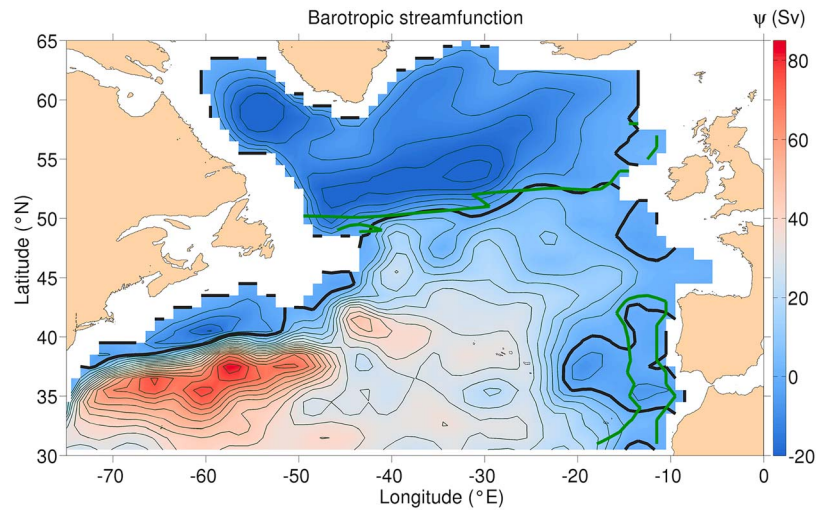 Barotropic streamfunction
ψ (Sv)
65
60
55
50
45
40
35
30
Latitude (°N)
-70 -60 -50 -40 -30 -20 -10 0
Longitude (°E)
80
60
40
20
0
-20